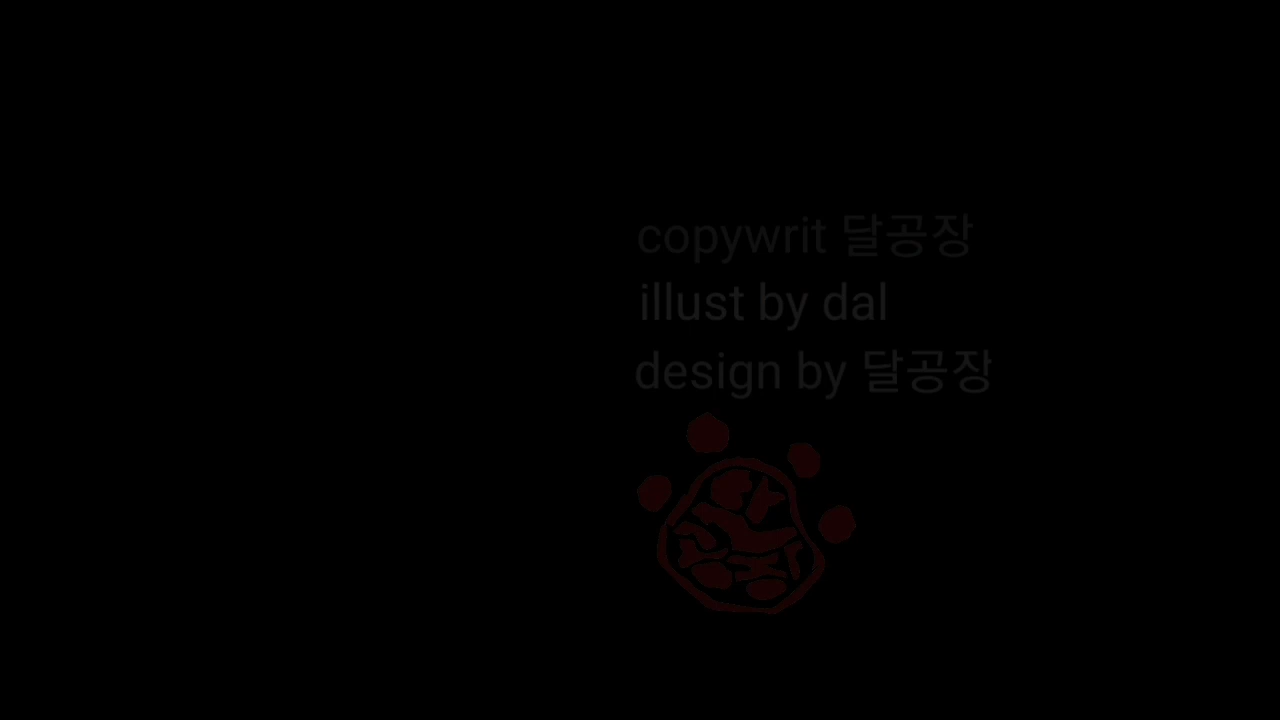 copywrit 달공장
illust by dal
design by 달공장